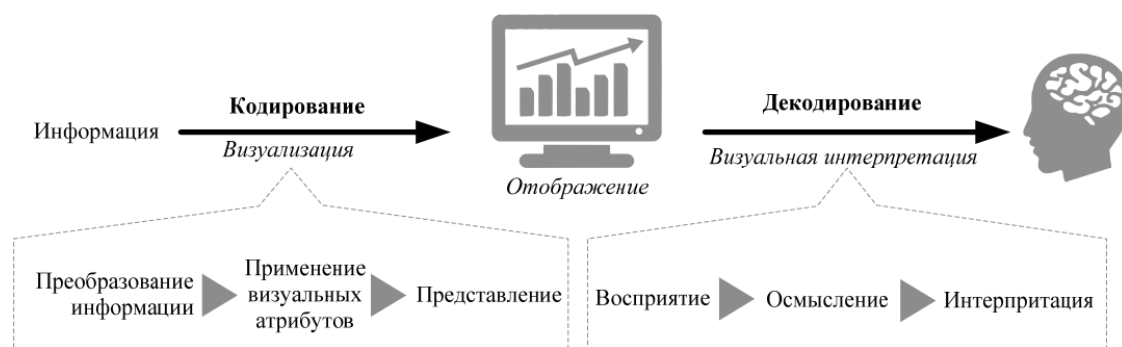 Кодирование
Декодирование
Информация
Визуализация
Визуальная интерпретация
Отображение
Преобразование
информации
Применение
визуальных
атрибутов
Представление
Восприятие
Осмысление
Интерпритация